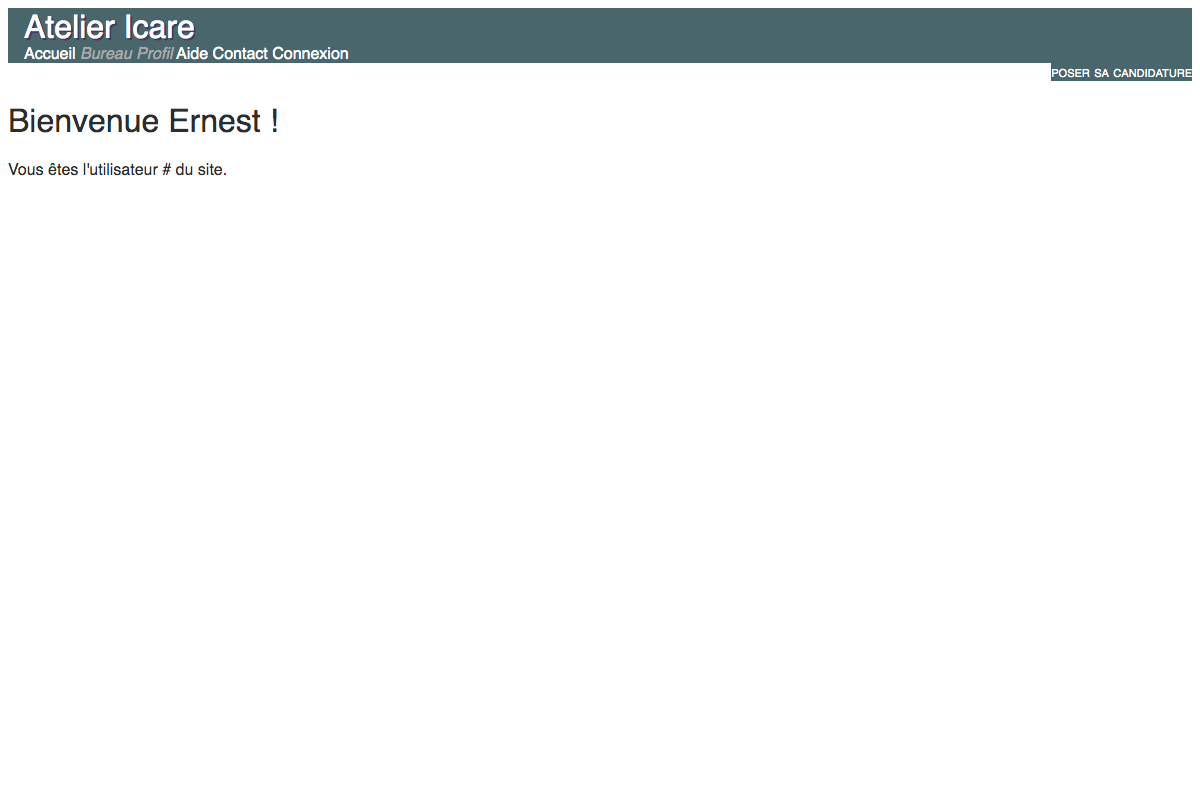 Atelier Icare
Accueil Bureau Profil Aide Contact Connexion
POSER SA CANDIDATURE
Bienvenue Ernest !
Vous êtes l'utilisateur # du site.